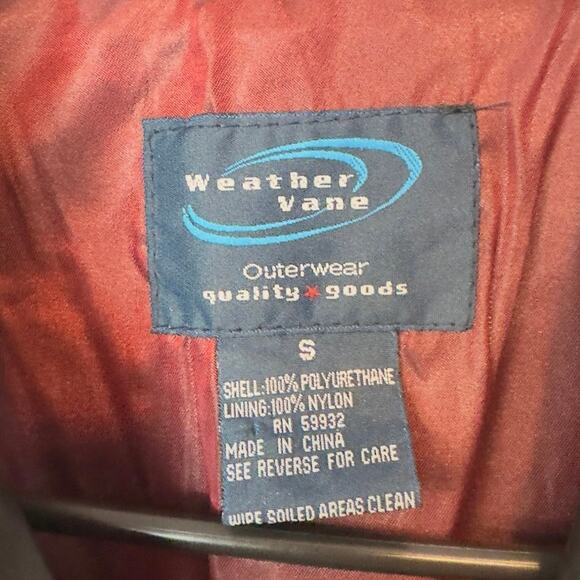 Weather
Vane
Outerwear
quality★goods
S
SHELL:100% POLYURETHANE
LINING:100% NYLON
RN 59932
MADE IN CHINA
SEE REVERSE FOR CARE
WIPE SOILED AREAS CLEAN